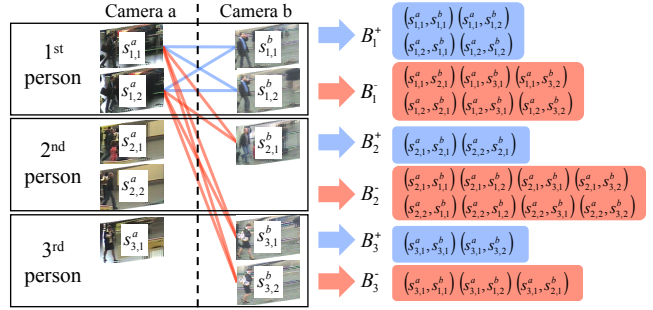 Camera a Camera b
1st person
s^a_{1,1} s^b_{1,1}
s^a_{1,2} s^b_{1,2}
2nd person
s^a_{2,1} s^b_{2,1}
s^a_{2,2}
3rd person
s^a_{3,1} s^b_{3,1}
s^b_{3,2}
B_1^+ (s^a_{1,1}, s^b_{1,1}) (s^a_{1,1}, s^b_{1,2})
(s^a_{1,2}, s^b_{1,1}) (s^a_{1,2}, s^b_{1,2})
B_1^- (s^a_{1,1}, s^b_{2,1}) (s^a_{1,1}, s^b_{3,1}) (s^a_{1,1}, s^b_{3,2})
(s^a_{1,2}, s^b_{2,1}) (s^a_{1,2}, s^b_{3,1}) (s^a_{1,2}, s^b_{3,2})
B_2^+ (s^a_{2,1}, s^b_{2,1}) (s^a_{2,2}, s^b_{2,1})
B_2^- (s^a_{2,1}, s^b_{1,1}) (s^a_{2,1}, s^b_{1,2}) (s^a_{2,1}, s^b_{3,1}) (s^a_{2,1}, s^b_{3,2})
(s^a_{2,2}, s^b_{1,1}) (s^a_{2,2}, s^b_{1,2}) (s^a_{2,2}, s^b_{3,1}) (s^a_{2,2}, s^b_{3,2})
B_3^+ (s^a_{3,1}, s^b_{3,1}) (s^a_{3,1}, s^b_{3,2})
B_3^- (s^a_{3,1}, s^b_{1,1}) (s^a_{3,1}, s^b_{1,2}) (s^a_{3,1}, s^b_{2,1})